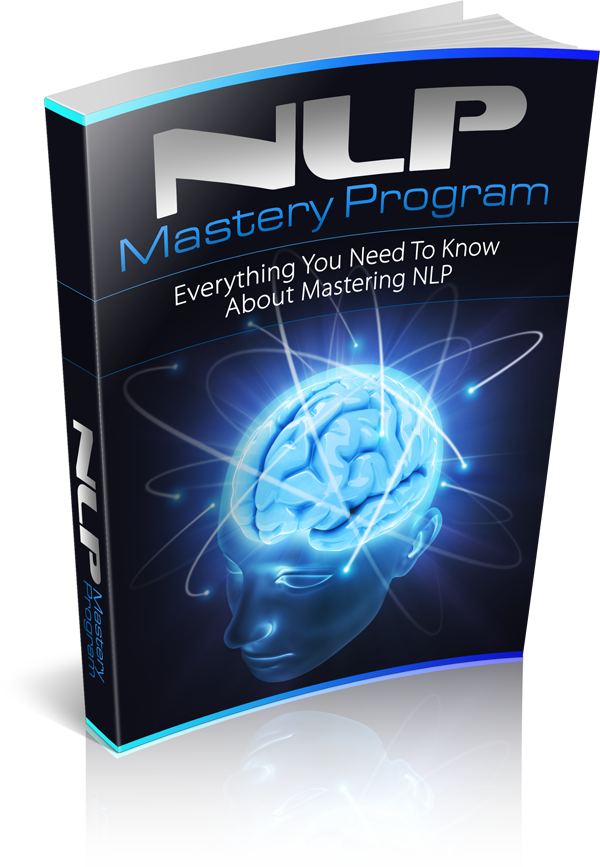 NLP
Mastery Program
Everything You Need To Know
About Mastering NLP
NLP
Mastery
Program